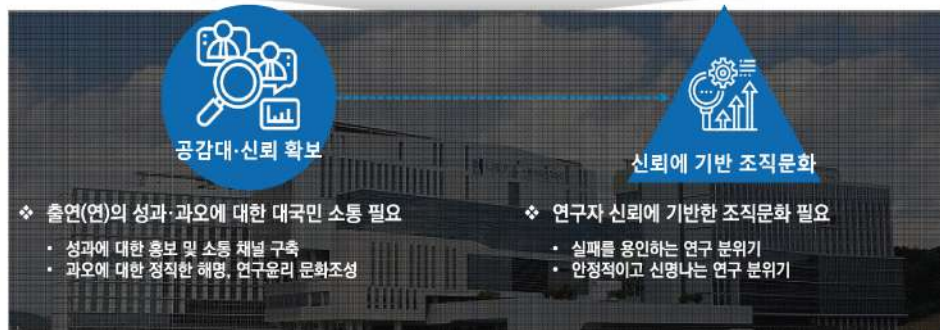 공감대·신뢰 확보
신뢰에 기반 조직문화
❖ 출연(연)의 성과·과오에 대한 대국민 소통 필요
• 성과에 대한 홍보 및 소통 채널 구축
• 과오에 대한 정직한 해명, 연구윤리 문화조성
❖ 연구자 신뢰에 기반한 조직문화 필요
• 실패를 용인하는 연구 분위기
• 안정적이고 신명나는 연구 분위기